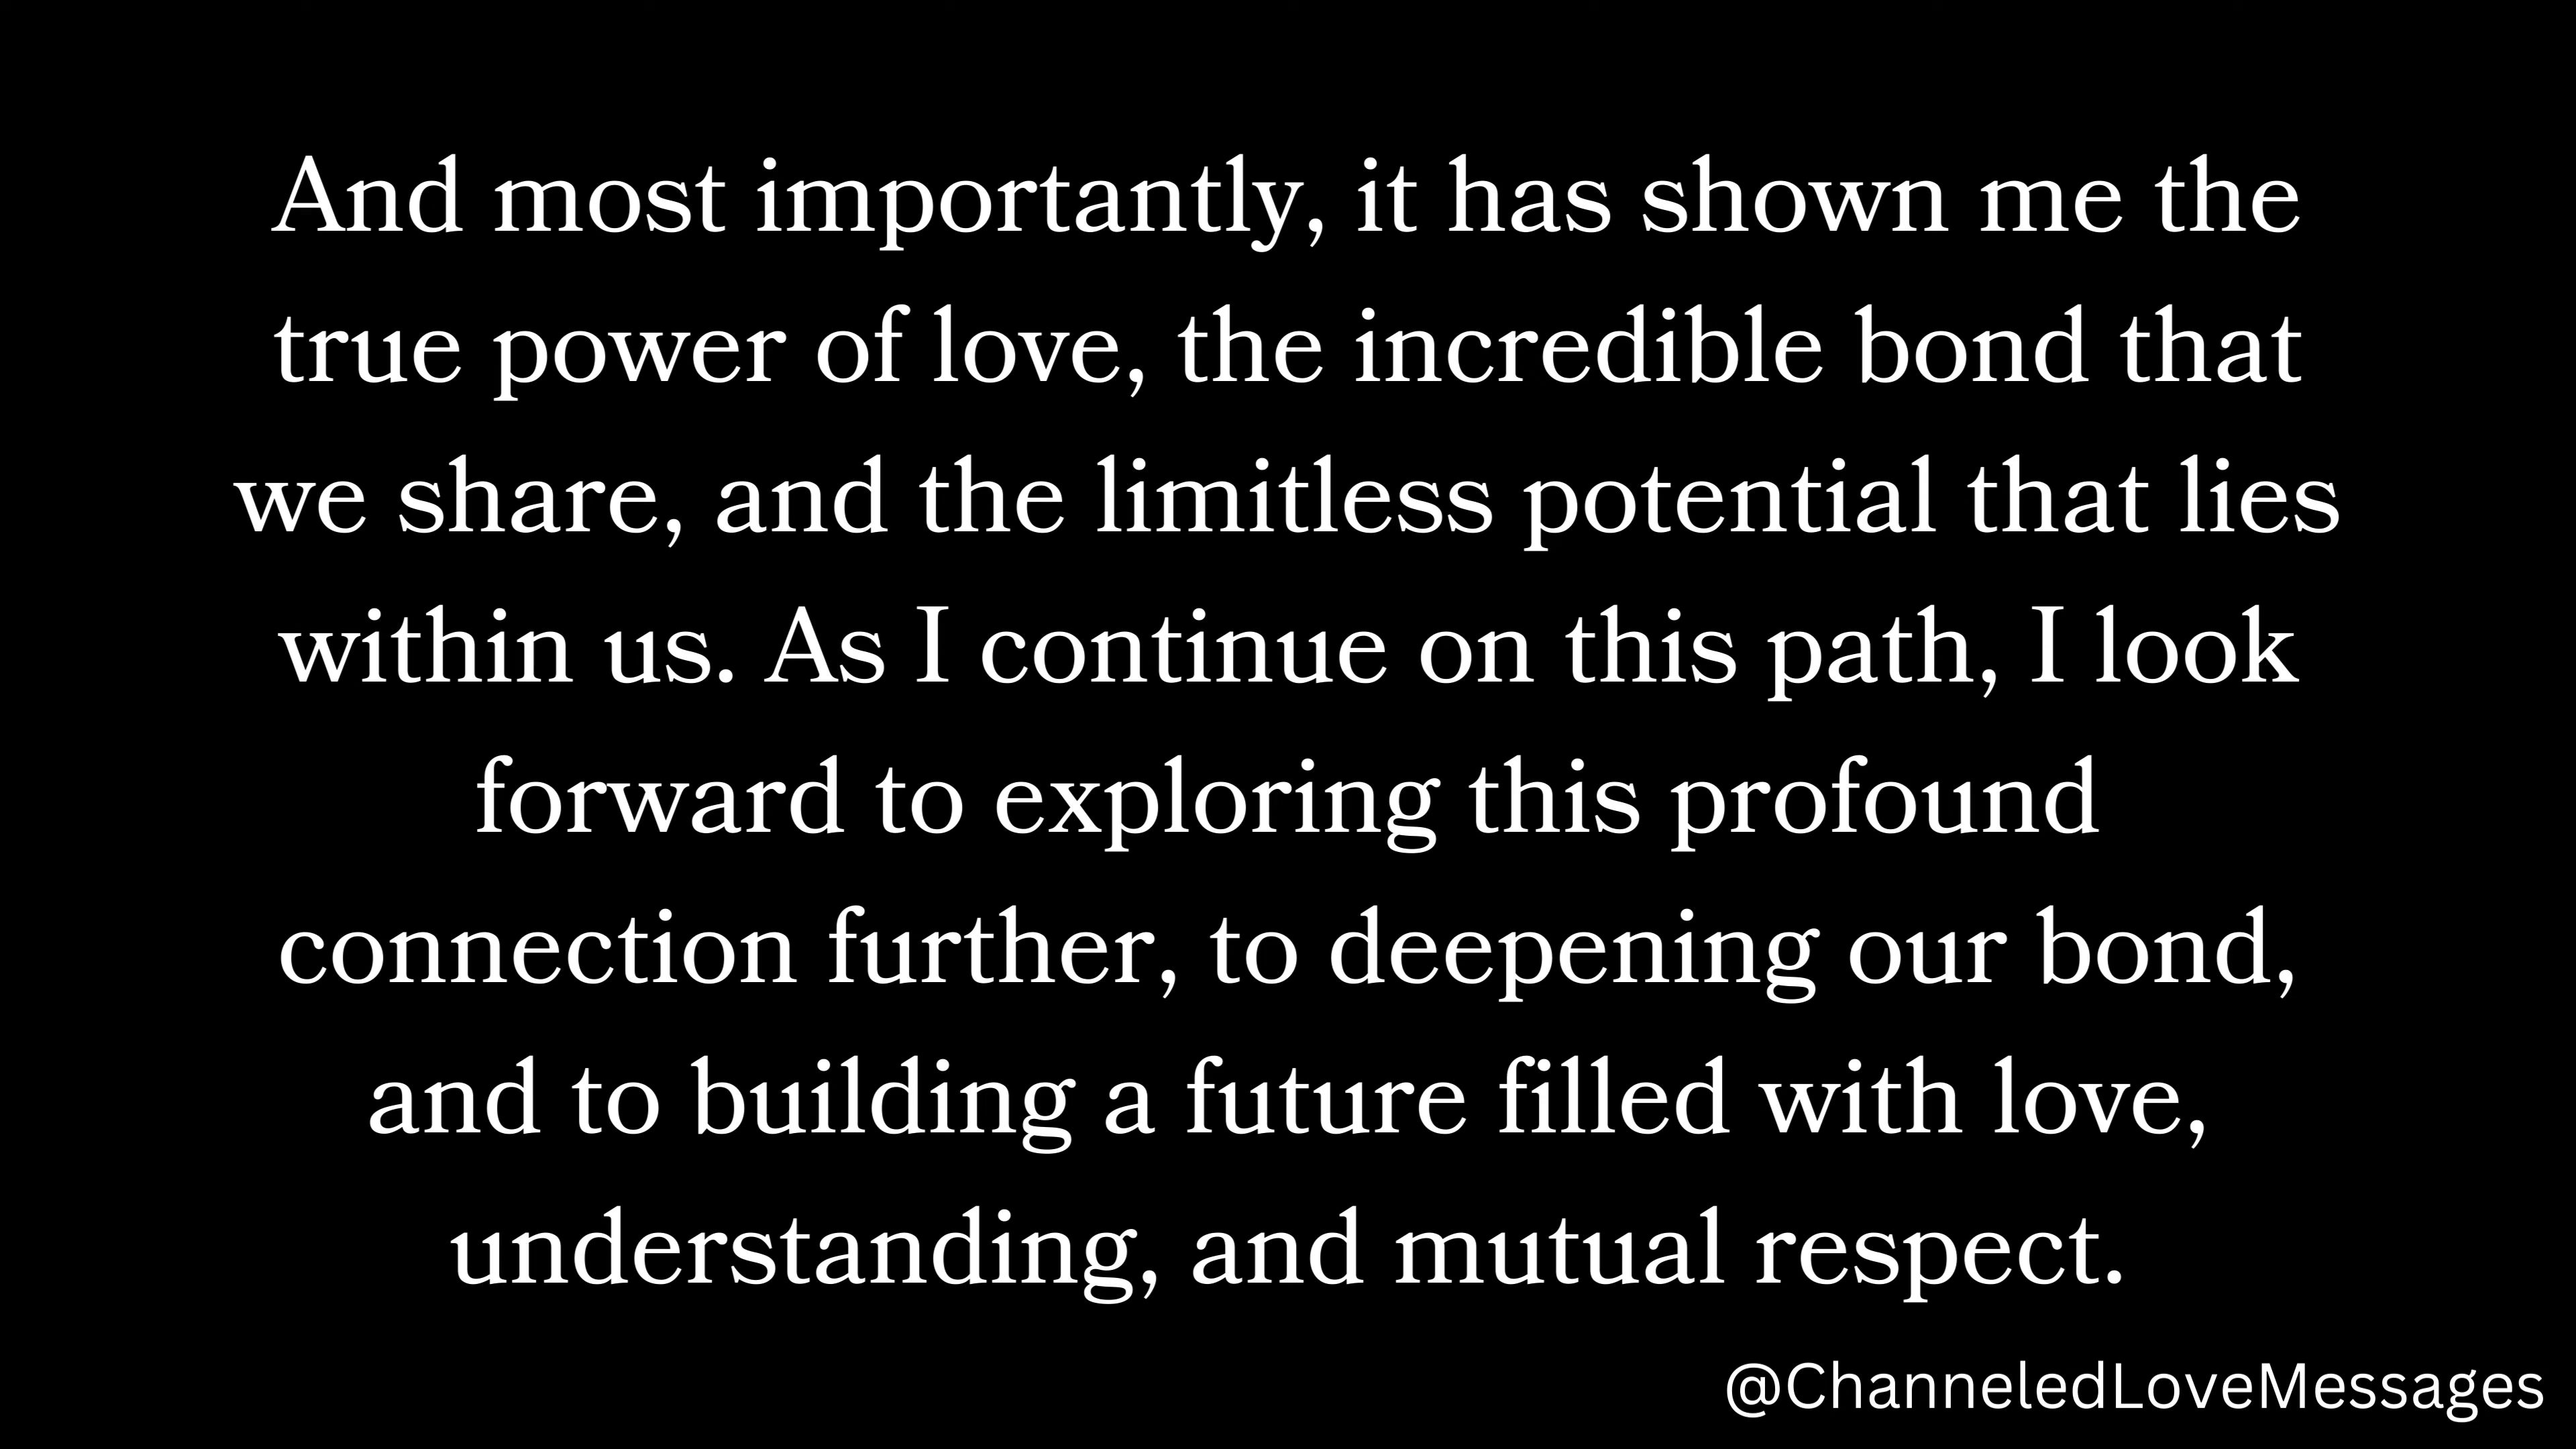 And most importantly, it has shown me the
true power of love, the incredible bond that
we share, and the limitless potential that lies
within us. As I continue on this path, I look
forward to exploring this profound
connection further, to deepening our bond,
and to building a future filled with love,
understanding, and mutual respect.
@ChanneledLoveMessages